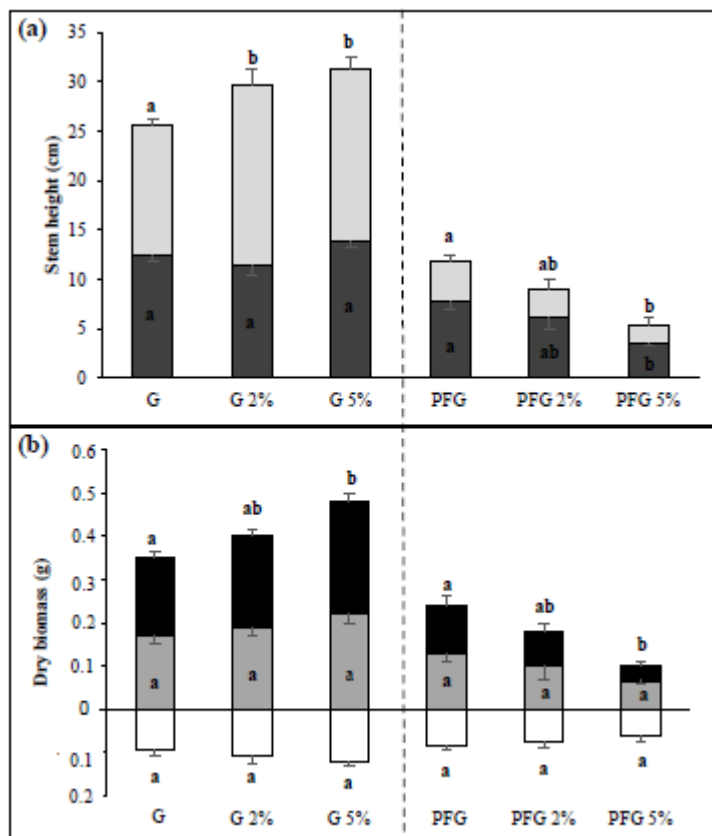 (a)
Stem height (cm)
35
30
25
20
15
10
5
0
a
b
b
a
ab
b
a
a
a
a
ab
b
G
G 2%
G 5%
PFG
PFG 2%
PFG 5%
(b)
Dry biomass (g)
0.6
0.5
0.4
0.3
0.2
0.1
0
0.1
0.2
a
ab
b
a
ab
b
a
a
a
a
a
a
a
a
a
a
a
a
G
G 2%
G 5%
PFG
PFG 2%
PFG 5%